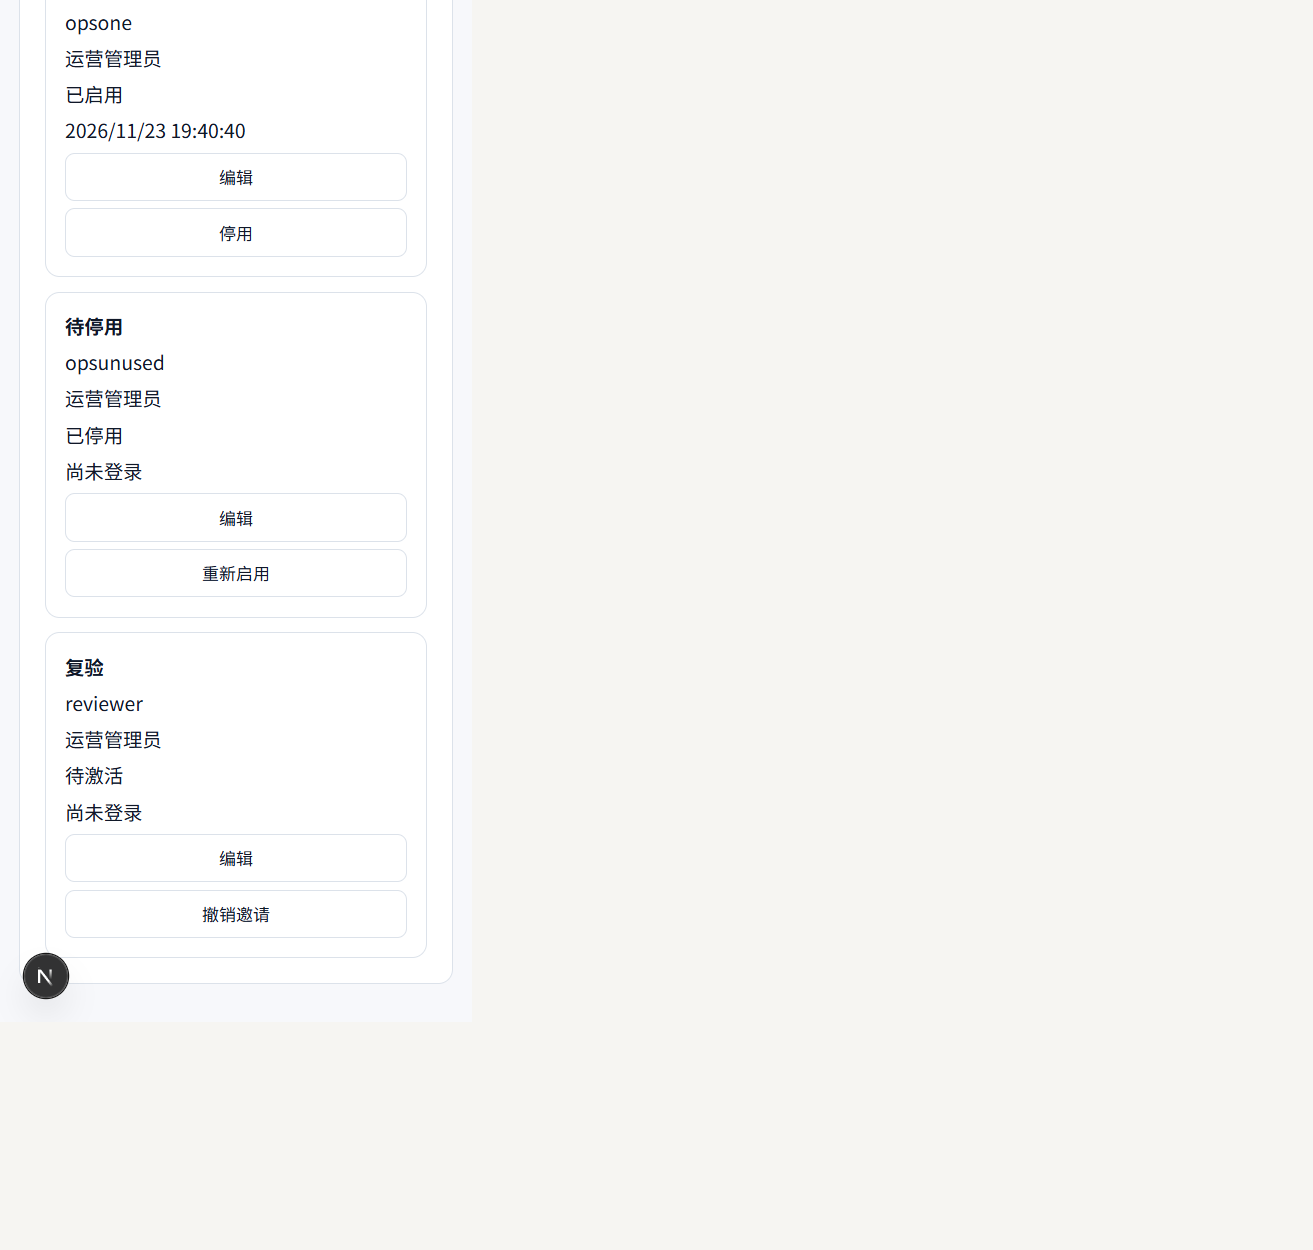 opsone
运营管理员
已启用
2026/11/23 19:40:40
编辑
停用
待停用
opsunused
运营管理员
已停用
尚未登录
编辑
重新启用
复验
reviewer
运营管理员
待激活
尚未登录
编辑
撤销邀请
N